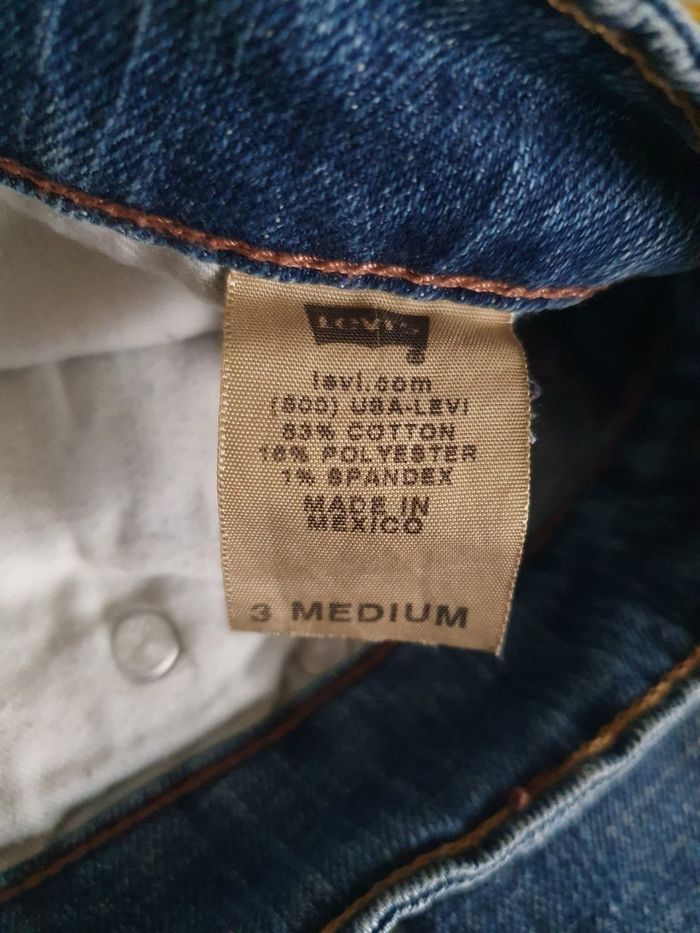 Levi's
®
levi.com
(800) USA-LEVI
83% COTTON
16% POLYESTER
1% SPANDEX
MADE IN
MEXICO
3 MEDIUM